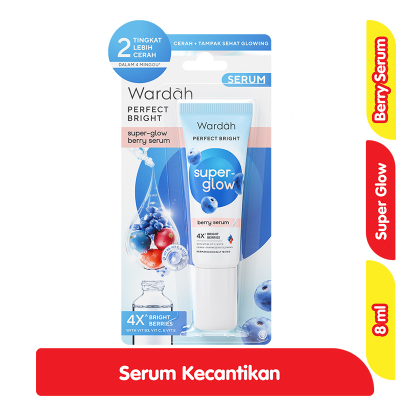 2 TINGKAT
LEBIH
CERAH
DALAM 4 MINGGU*
CERAH + TAMPAK SEHAT GLOWING
SERUM
Wardah
PERFECT
BRIGHT
super-glow
berry serum
Wardah
PERFECT BRIGHT
super-
glow
berry serum
4X^ BRIGHT
BERRIES
4X^ BRIGHT
BERRIES
WITH VIT B3, VIT C, & VIT E
Berry Serum
Super Glow
8 ml
Serum Kecantikan